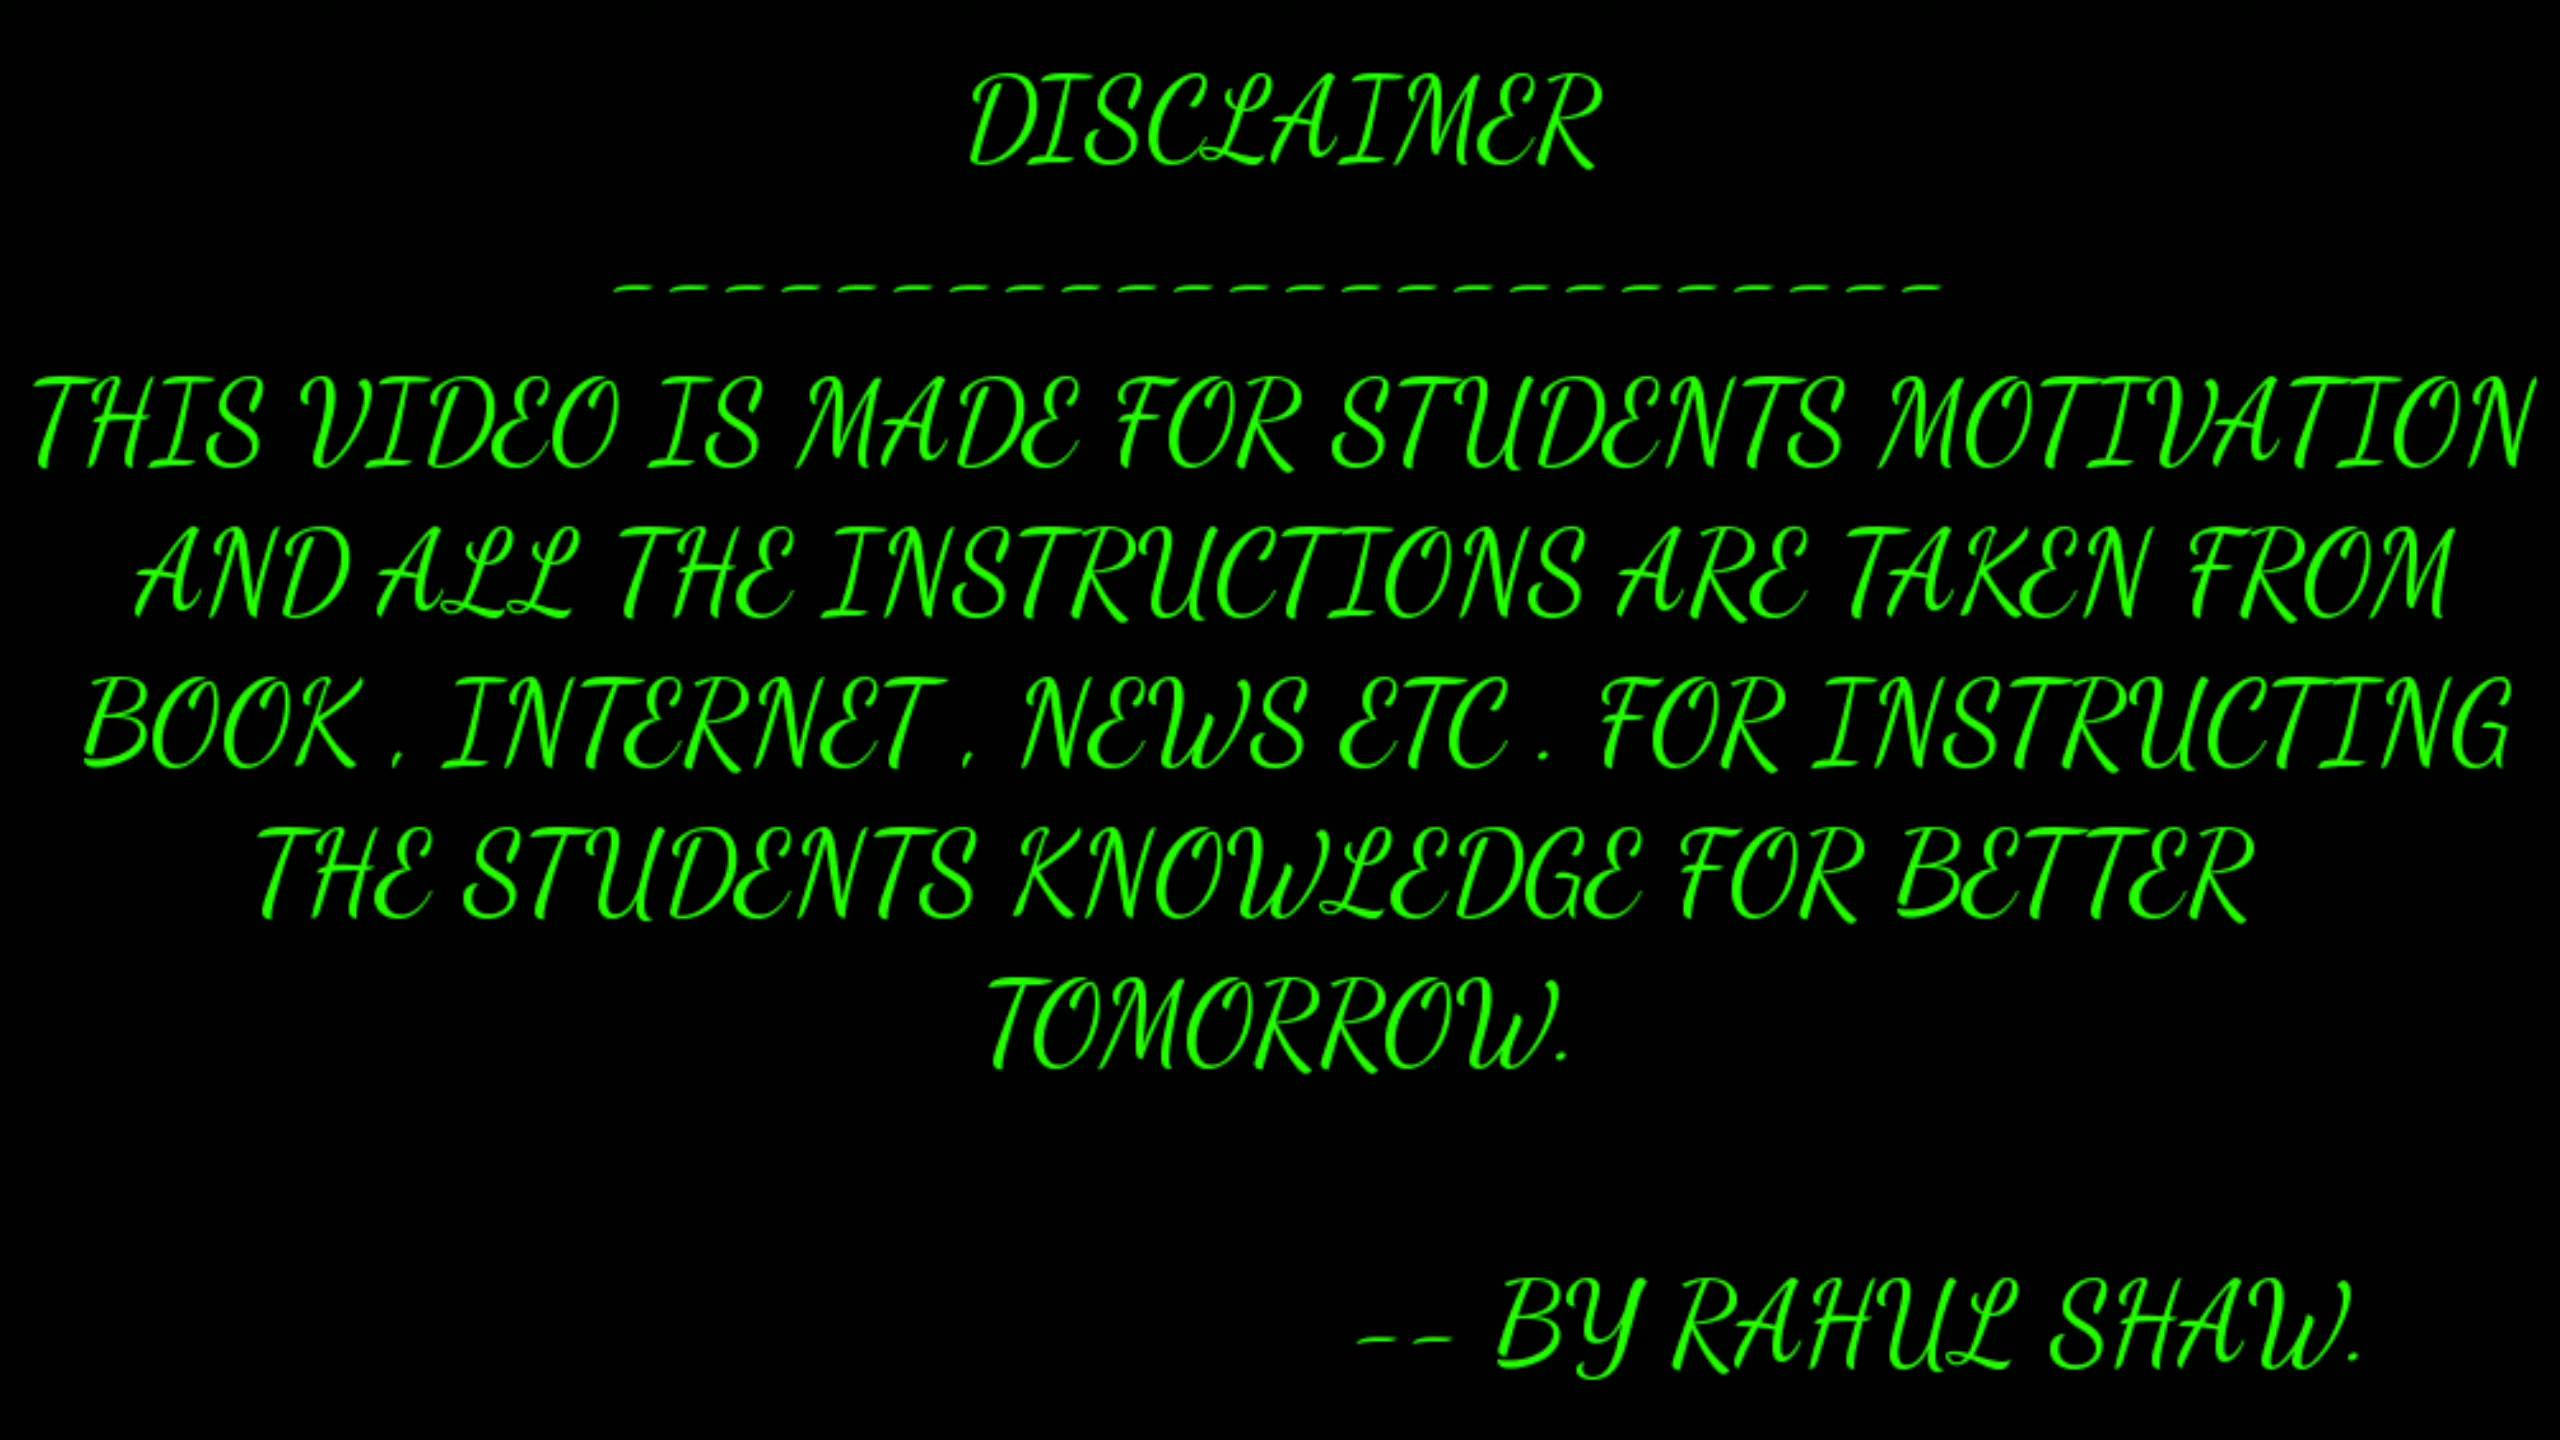 DISCLAIMER
------------------------
THIS VIDEO IS MADE FOR STUDENTS MOTIVATION
AND ALL THE INSTRUCTIONS ARE TAKEN FROM
BOOK , INTERNET , NEWS ETC . FOR INSTRUCTING
THE STUDENTS KNOWLEDGE FOR BETTER
TOMORROW.
-- BY RAHUL SHAW.